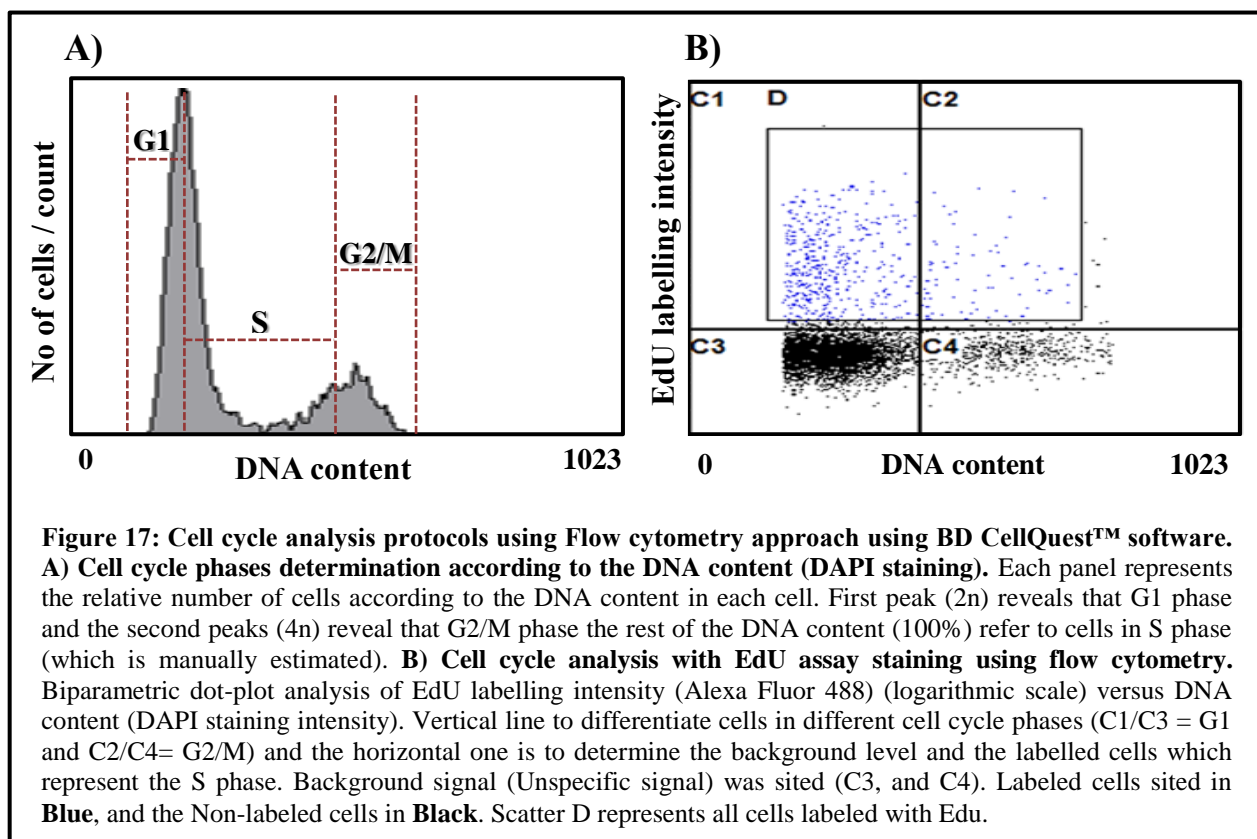 A)
No of cells / count
G1
S
G2/M
0
DNA content
1023
B)
EdU labelling intensity
C1
D
C2
C3
C4
0
DNA content
1023
Figure 17: Cell cycle analysis protocols using Flow cytometry approach using BD CellQuest™ software.
A) Cell cycle phases determination according to the DNA content (DAPI staining). Each panel represents
the relative number of cells according to the DNA content in each cell. First peak (2n) reveals that G1 phase
and the second peaks (4n) reveal that G2/M phase the rest of the DNA content (100%) refer to cells in S phase
(which is manually estimated). B) Cell cycle analysis with EdU assay staining using flow cytometry.
Biparametric dot-plot analysis of EdU labelling intensity (Alexa Fluor 488) (logarithmic scale) versus DNA
content (DAPI staining intensity). Vertical line to differentiate cells in different cell cycle phases (C1/C3 = G1
and C2/C4= G2/M) and the horizontal one is to determine the background level and the labelled cells which
represent the S phase. Background signal (Unspecific signal) was sited (C3, and C4). Labeled cells sited in
Blue, and the Non-labeled cells in Black. Scatter D represents all cells labeled with Edu.